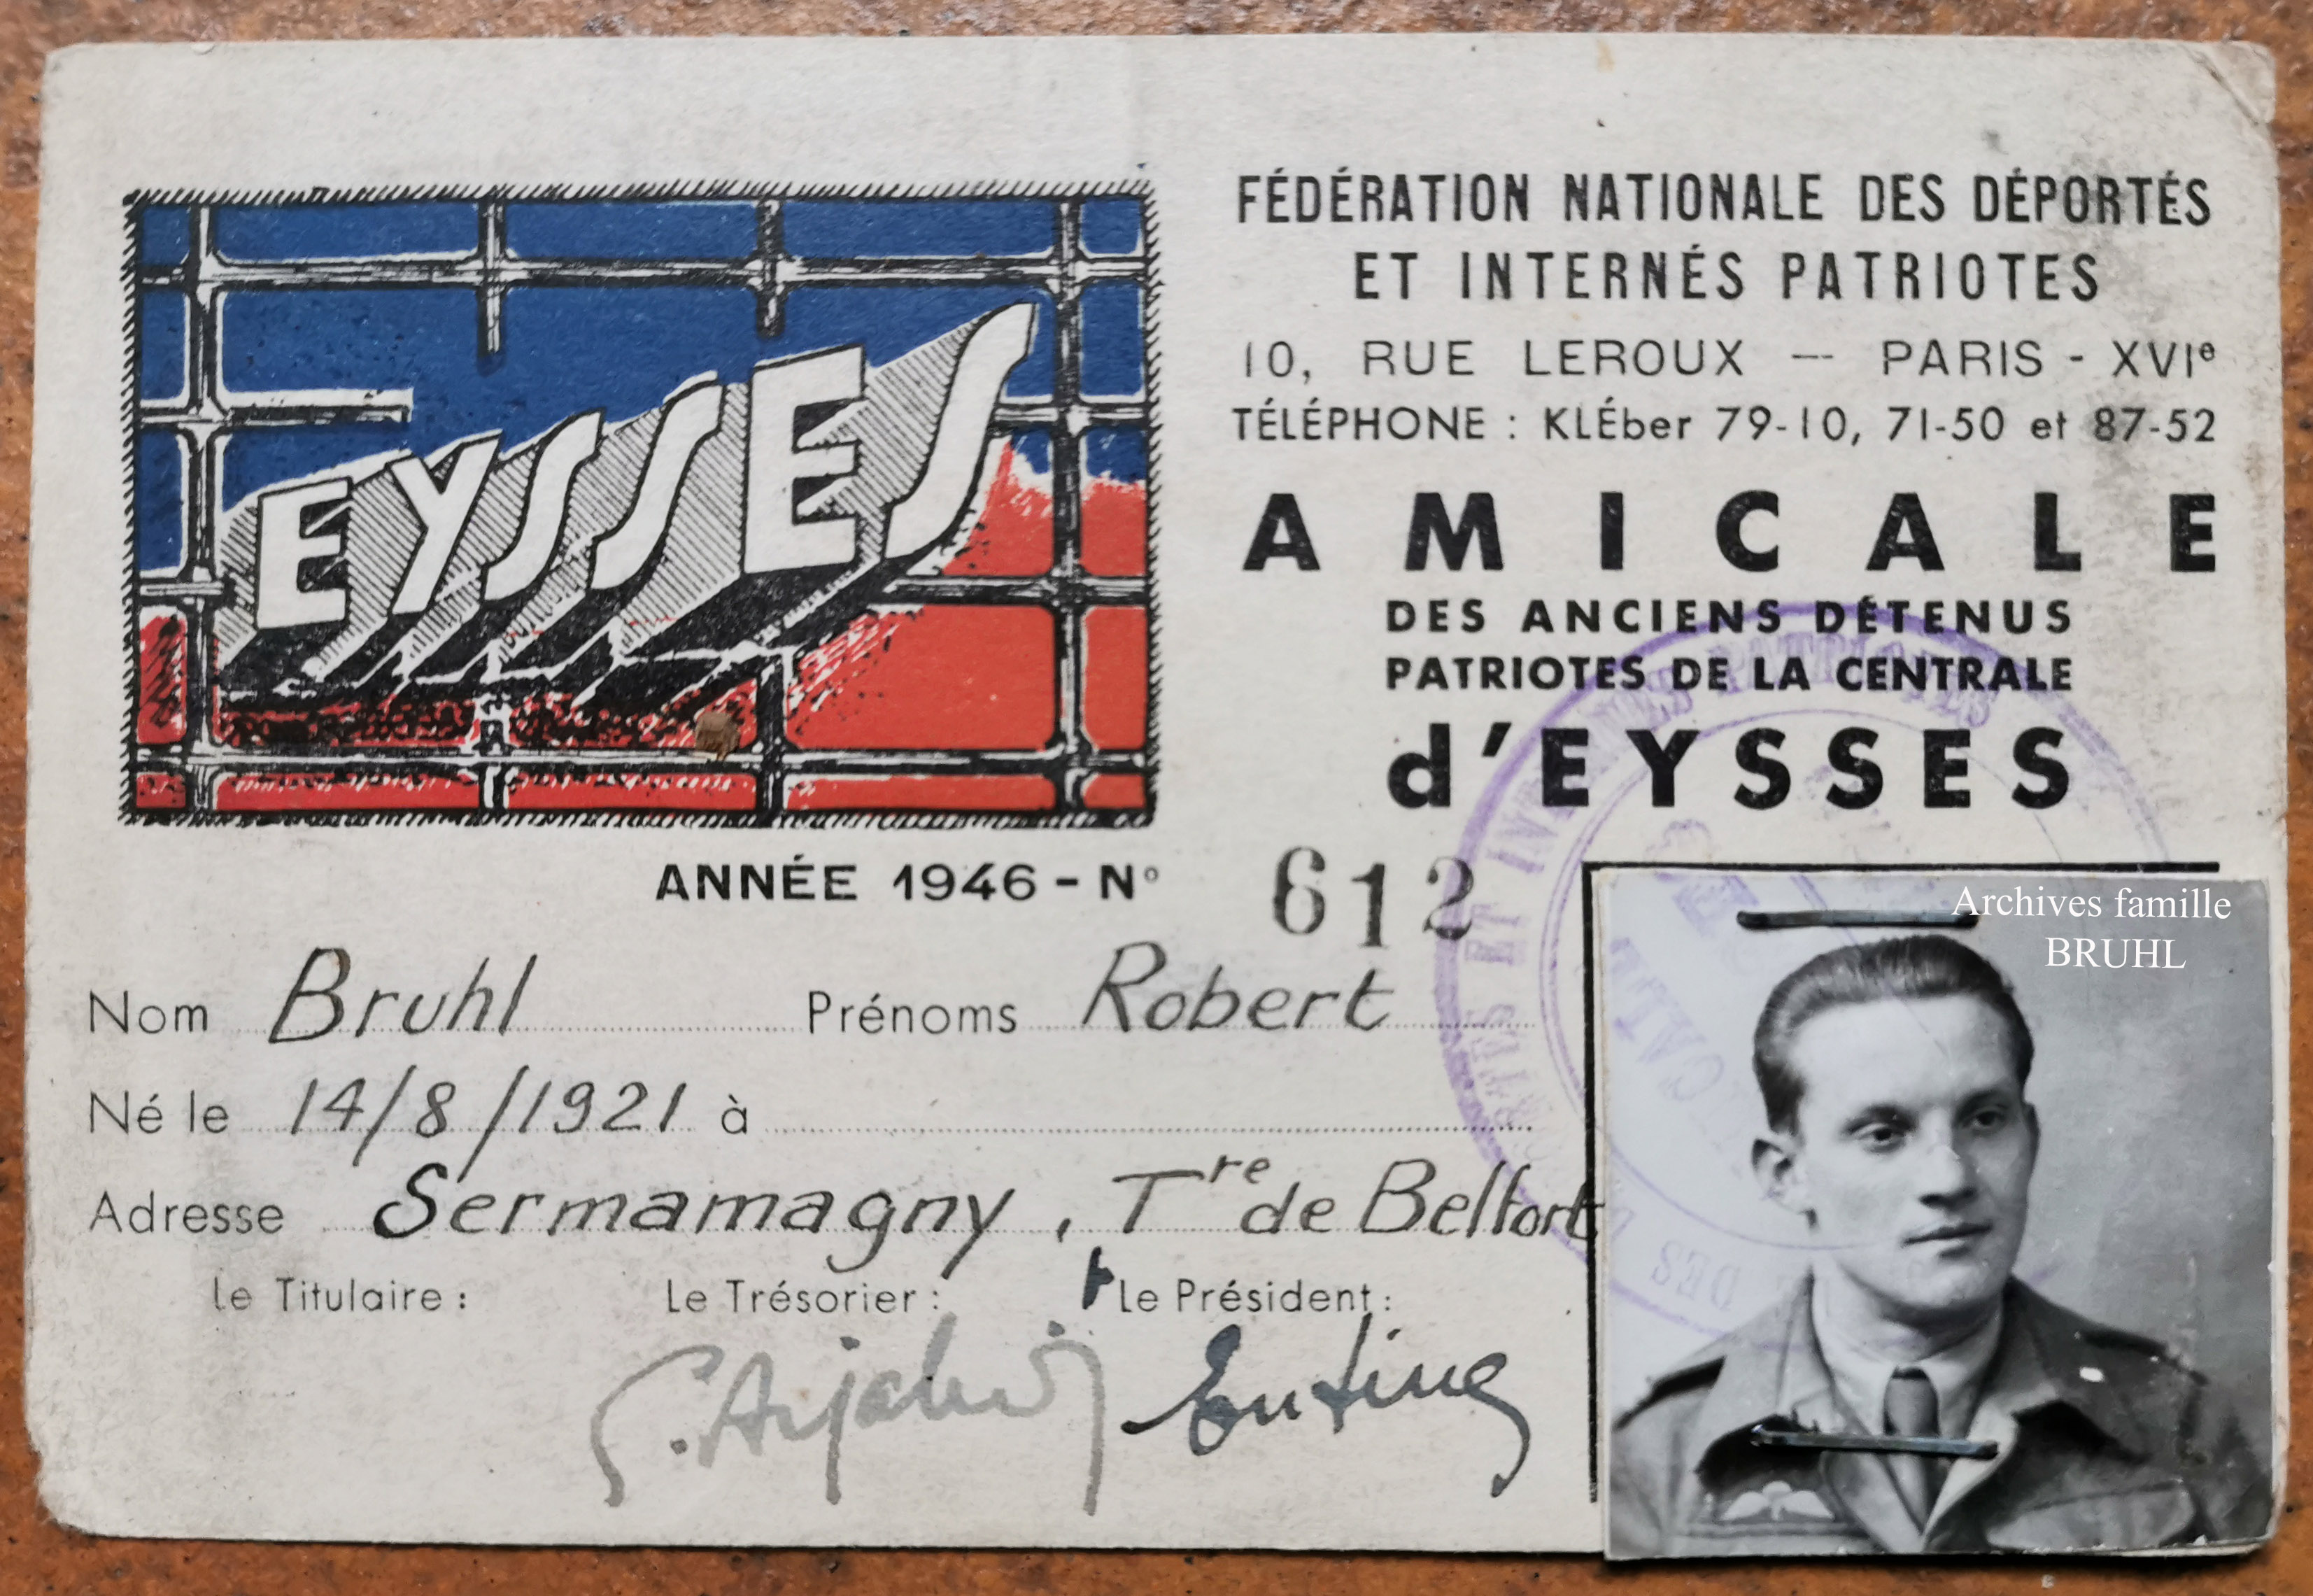 EYSSES
FÉDÉRATION NATIONALE DES DÉPORTÉS
ET INTERNÉS PATRIOTES
10, RUE LEROUX — PARIS - XVIe
TÉLÉPHONE : KLÉber 79-10, 71-50 et 87-52
AMICALE
DES ANCIENS DÉTENUS
PATRIOTES DE LA CENTRALE
d'EYSSES
ANNÉE 1946 - N° 612
Archives famille
BRUHL
Nom Bruhl Prénoms Robert
Né le 14/8/1921 à
Adresse Sermamagny, Tre de Belfort
Le Titulaire : Le Trésorier : Le Président :